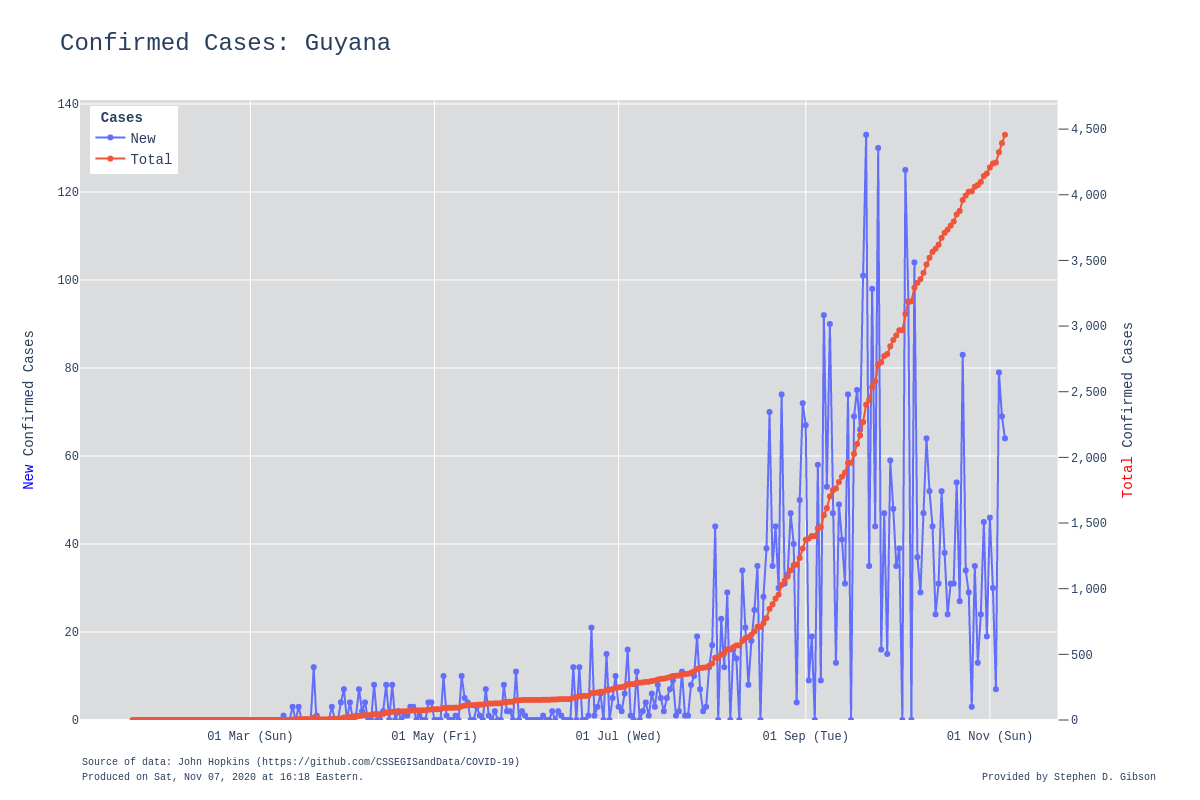 Confirmed Cases: Guyana
Cases
New
Total
140
120
100
80
60
40
20
0
4,500
4,000
3,500
3,000
2,500
2,000
1,500
1,000
500
0
New Confirmed Cases
Total Confirmed Cases
01 Mar (Sun)
01 May (Fri)
01 Jul (Wed)
01 Sep (Tue)
01 Nov (Sun)
Source of data: John Hopkins (https://github.com/CSSEGISandData/COVID-19)
Produced on Sat, Nov 07, 2020 at 16:18 Eastern.
Provided by Stephen D. Gibson